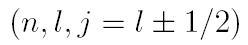 (n, l, j = l ± 1/2)